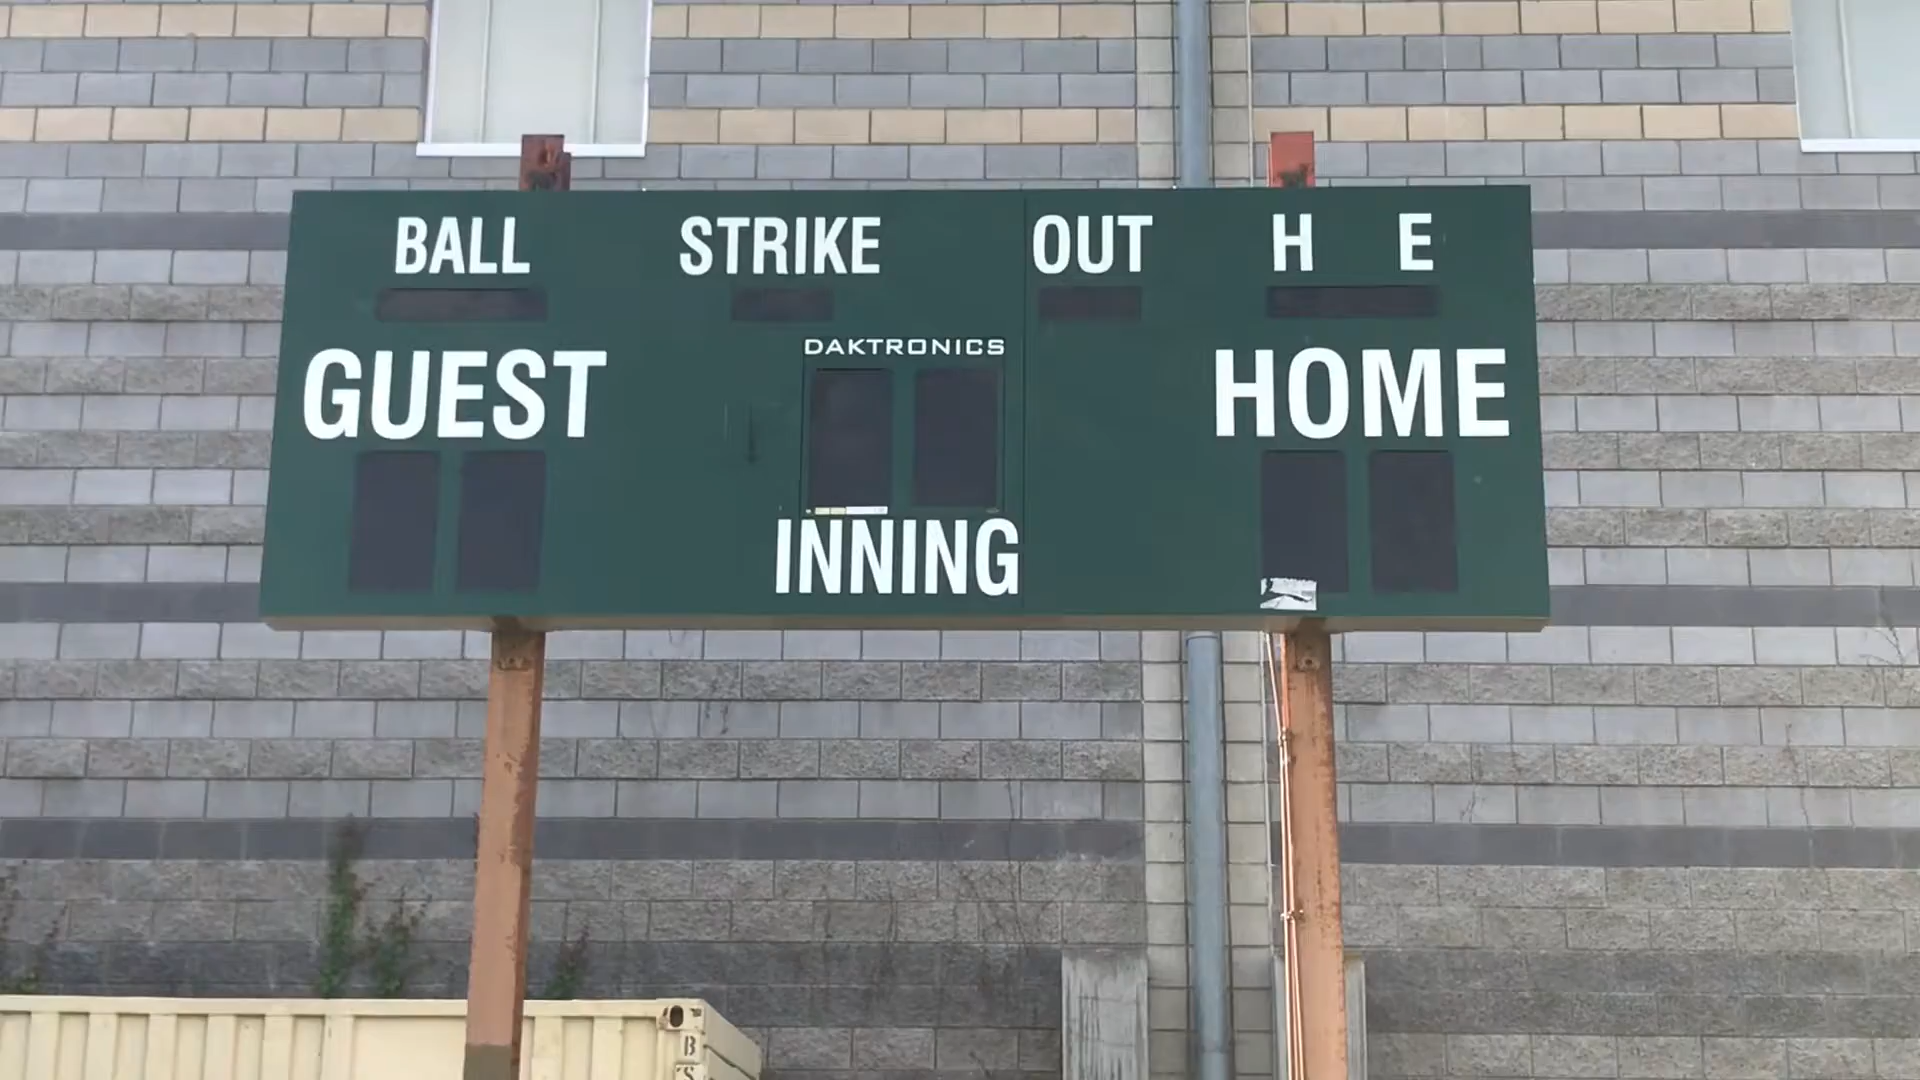 BALL STRIKE OUT H E
DAKTRONICS
GUEST HOME
INNING
B
S